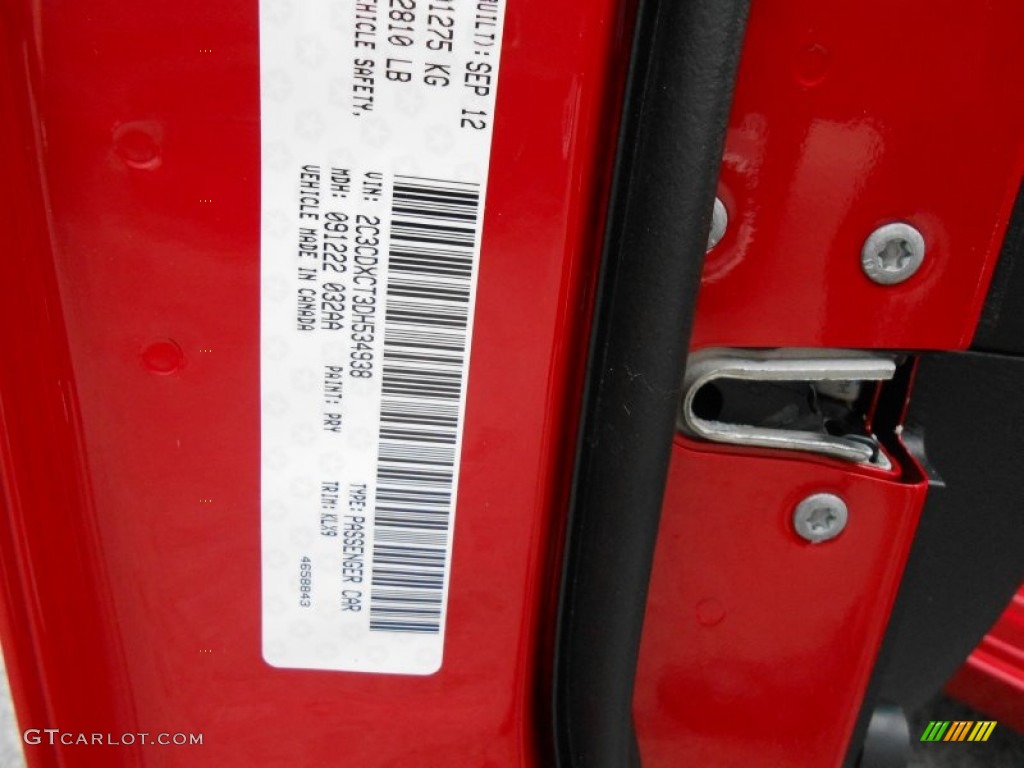 BUILT): SEP 12
1275 KG
2810 LB
VEHICLE SAFETY,
VIN: 2C3CDXCT3DH534938
TYPE: PASSENGER CAR
MDH: 091222 032AA PAINT: PRY TRIM: KLX9
VEHICLE MADE IN CANADA
4658843
GTCARLOT.COM